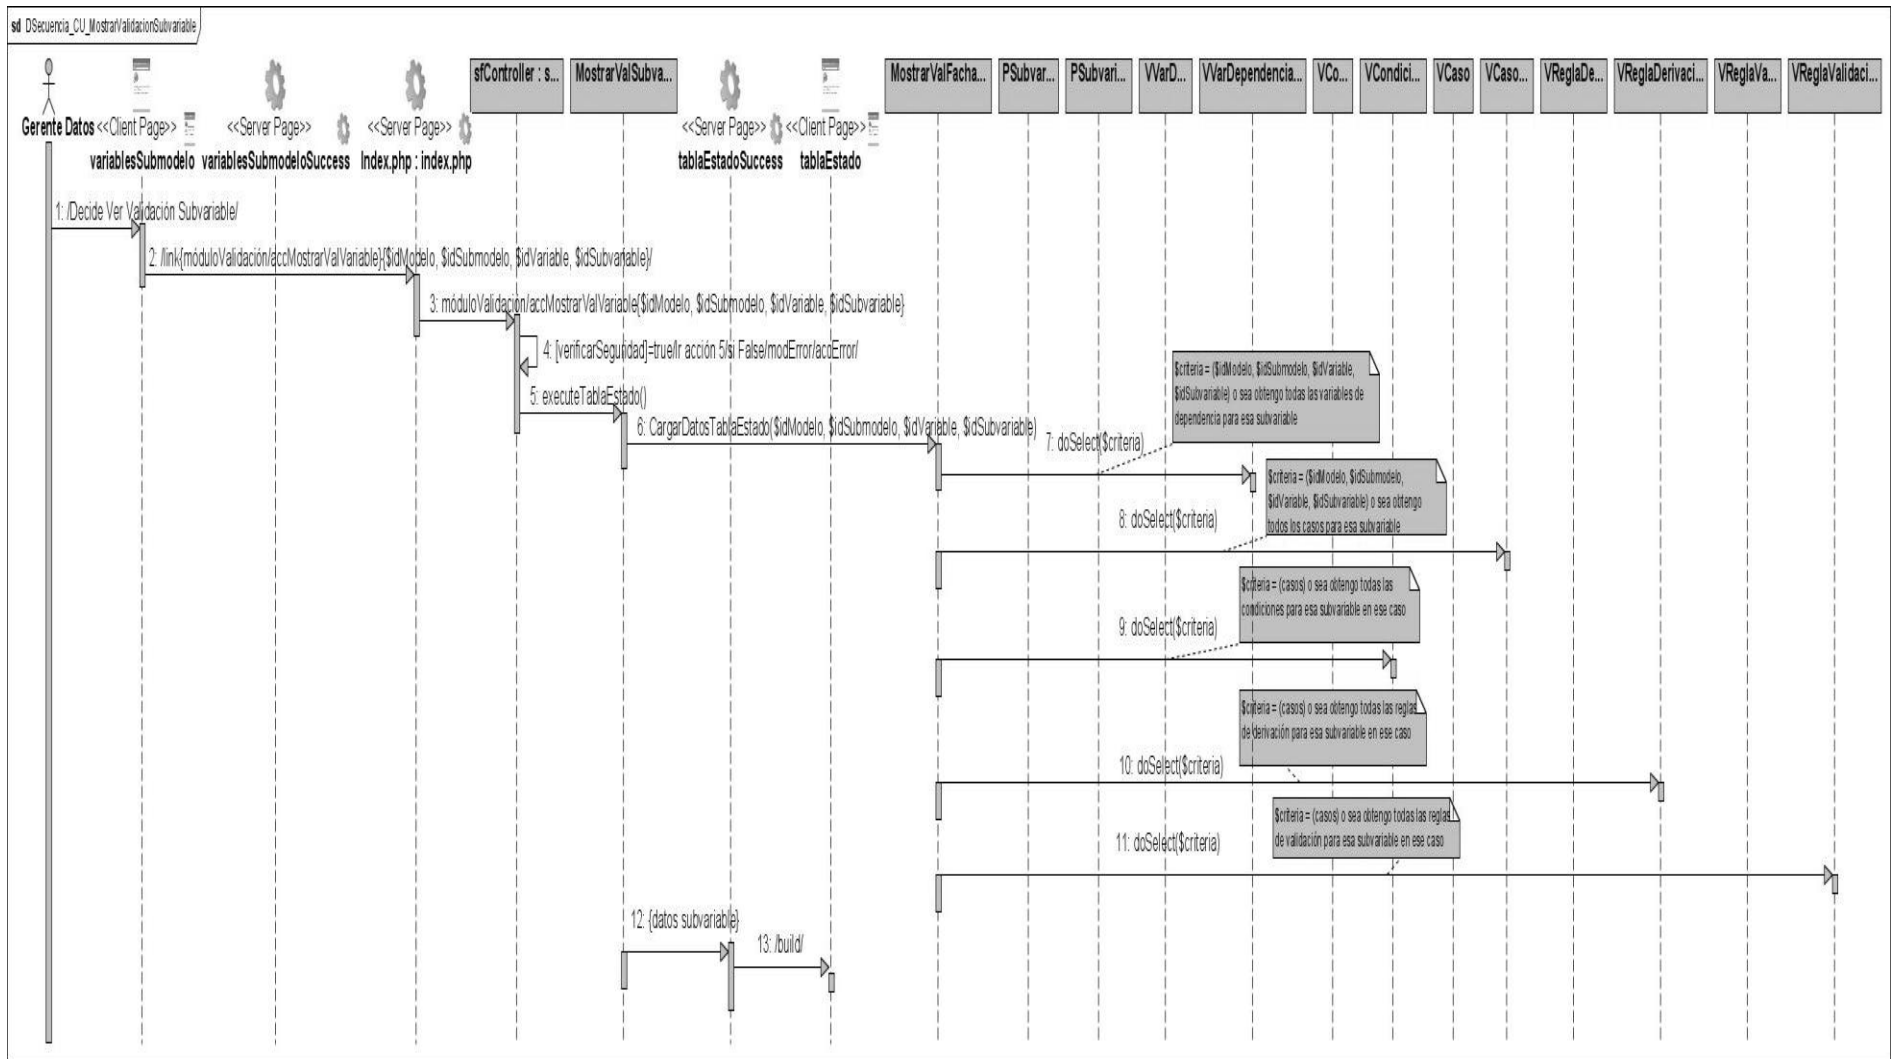 sd DSecuencia_CU_MostrarValidacionSubvariable
Gerente Datos
<<Client Page>>
variablesSubmodelo
<<Server Page>>
variablesSubmodeloSuccess
<<Server Page>>
Index.php : index.php
sfController : s...
MostrarValSubva...
<<Server Page>>
tablaEstadoSuccess
<<Client Page>>
tablaEstado
MostrarValFacha...
PSubvar...
PSubvari...
VVarD...
VVarDependencia...
VCo...
VCondici...
VCaso
VCaso...
VReglaDe...
VReglaDerivaci...
VReglaVa...
VReglaValidaci...
1: /Decide Ver Validación Subvariable/
2: /link{móduloValidación/accMostrarValVariable}{$idModelo, $idSubmodelo, $idVariable, $idSubvariable}/
3: móduloValidación/accMostrarValVariable{$idModelo, $idSubmodelo, $idVariable, $idSubvariable}
4: [verificarSeguridad]=true/Ir acción 5/si False/modError/accError/
5: executeTablaEstado()
6: CargarDatosTablaEstado($idModelo, $idSubmodelo, $idVariable, $idSubvariable)
$criteria = ($idModelo, $idSubmodelo, $idVariable,
$idSubvariable) o sea obtengo todas las variables de
dependencia para esa subvariable
7: doSelect($criteria)
$criteria = ($idModelo, $idSubmodelo,
$idVariable, $idSubvariable) o sea obtengo
todos los casos para esa subvariable
8: doSelect($criteria)
$criteria = (casos) o sea obtengo todas las
condiciones para esa subvariable en ese caso
9: doSelect($criteria)
$criteria = (casos) o sea obtengo todas las reglas
de derivación para esa subvariable en ese caso
10: doSelect($criteria)
$criteria = (casos) o sea obtengo todas las reglas
de validación para esa subvariable en ese caso
11: doSelect($criteria)
12: {datos subvariable}
13: /build/